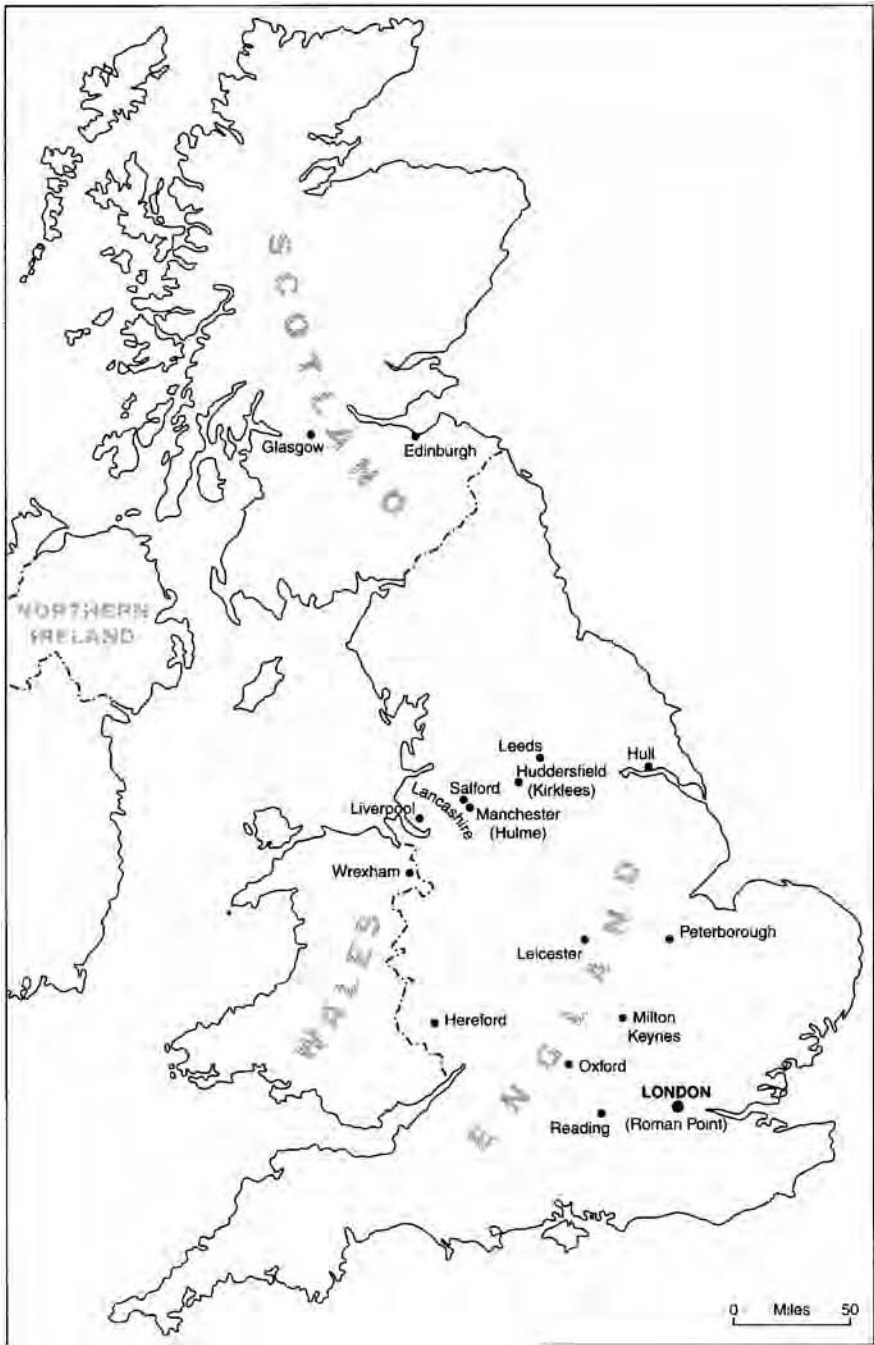 SCOTLAND
Glasgow
Edinburgh
NORTHERN
IRELAND
Leeds
Hull
Huddersfield
(Kirklees)
Salford
Lancashire
Manchester
(Hulme)
Liverpool
Wrexham
WALES
ENGLAND
Leicester
Peterborough
Hereford
Milton
Keynes
Oxford
LONDON
(Roman Point)
Reading
0 Miles 50